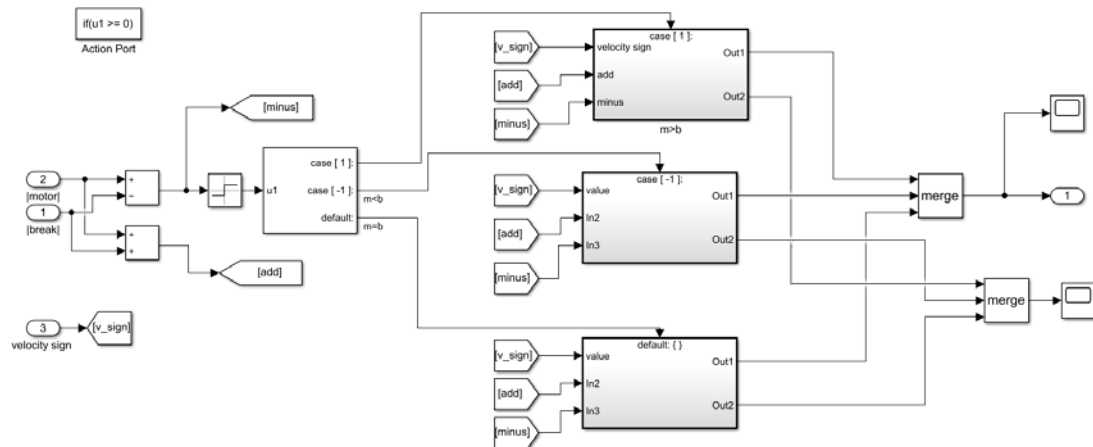 if(u1 >= 0)
Action Port
[minus]
2
|motor|
1
|break|
+
−
+
+
[add]
3
velocity sign
[v_sign]
u1
case [ 1 ]:
case [ -1 ]:
m<b
default:
m=b
[v_sign]
[add]
[minus]
case [ 1 ]:
velocity sign
add
minus
Out1
Out2
m>b
[v_sign]
[add]
[minus]
case [ -1 ]:
value
In2
In3
Out1
Out2
[v_sign]
[add]
[minus]
default: { }
value
In2
In3
Out1
Out2
merge
1
merge